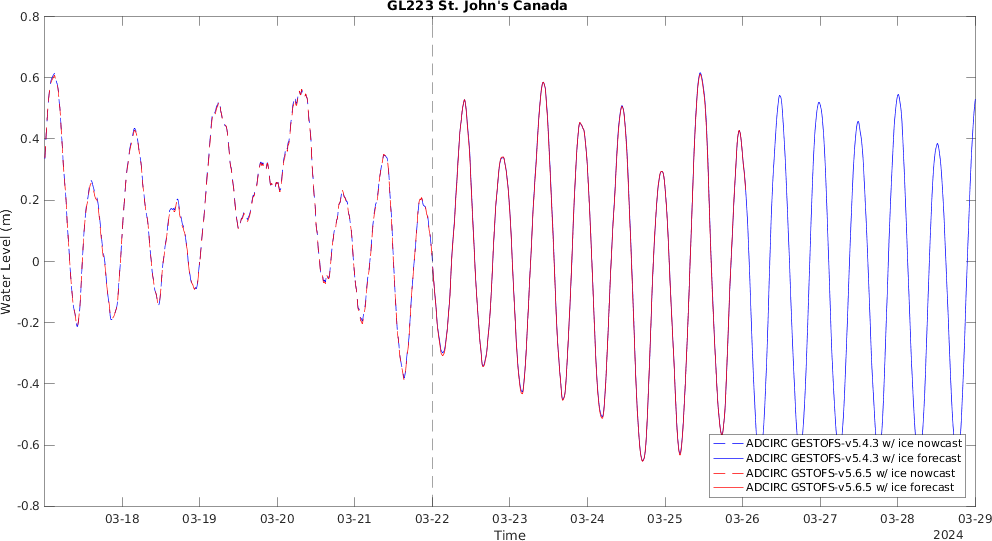 GL223 St. John's Canada
0.8
0.6
0.4
0.2
0
-0.2
-0.4
-0.6
-0.8
Water Level (m)
03-18 03-19 03-20 03-21 03-22 03-23 03-24 03-25 03-26 03-27 03-28 03-29
Time
2024
ADCIRC GESTOFS-v5.4.3 w/ ice nowcast
ADCIRC GESTOFS-v5.4.3 w/ ice forecast
ADCIRC GSTOFS-v5.6.5 w/ ice nowcast
ADCIRC GSTOFS-v5.6.5 w/ ice forecast